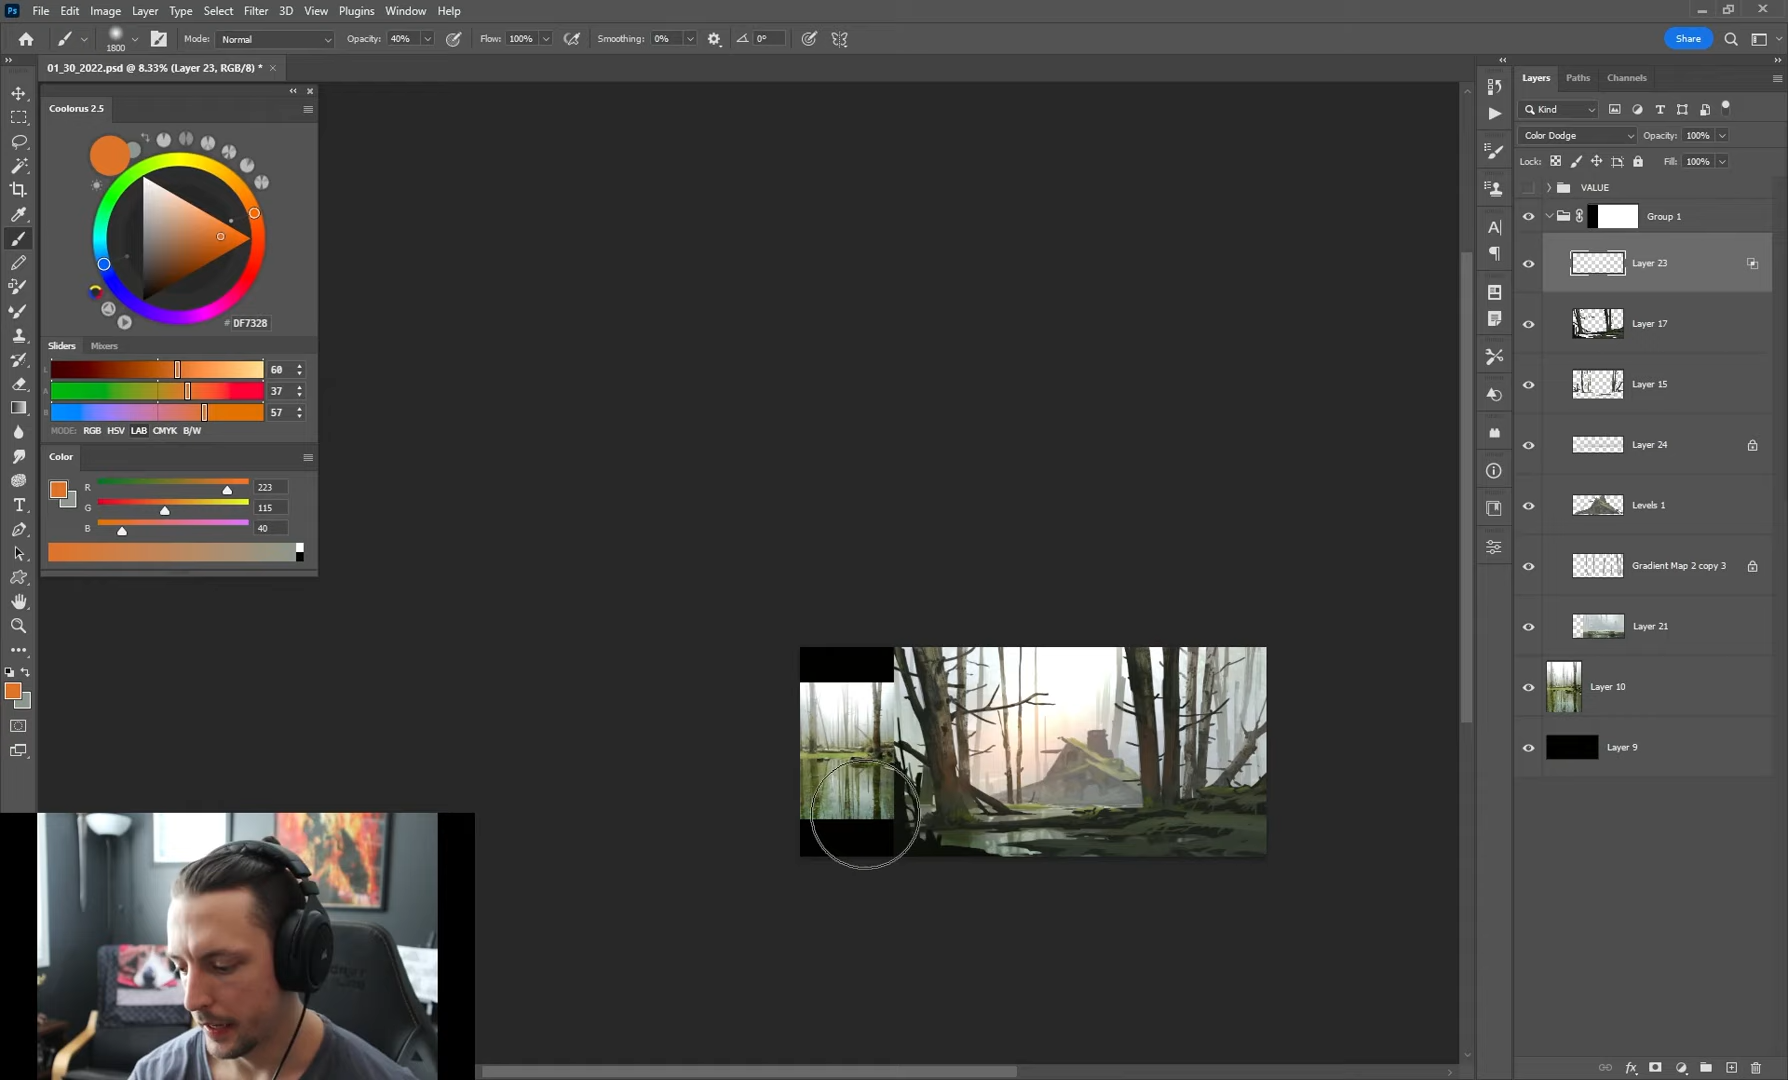 Ps File Edit Image Layer Type Select Filter 3D View Plugins Window Help
1800 Mode: Normal Opacity: 40% Flow: 100% Smoothing: 0% 0° Share
01_30_2022.psd @ 8.33% (Layer 23, RGB/8) * ×
Coolorus 2.5
# DF7328
Sliders Mixers
L 60
A 37
B 57
MODE: RGB HSV LAB CMYK B/W
Color
R 223
G 115
B 40
Layers Paths Channels
Kind
Color Dodge Opacity: 100%
Lock: Fill: 100%
VALUE
Group 1
Layer 23
Layer 17
Layer 15
Layer 24
Levels 1
Gradient Map 2 copy 3
Layer 21
Layer 10
Layer 9
fx